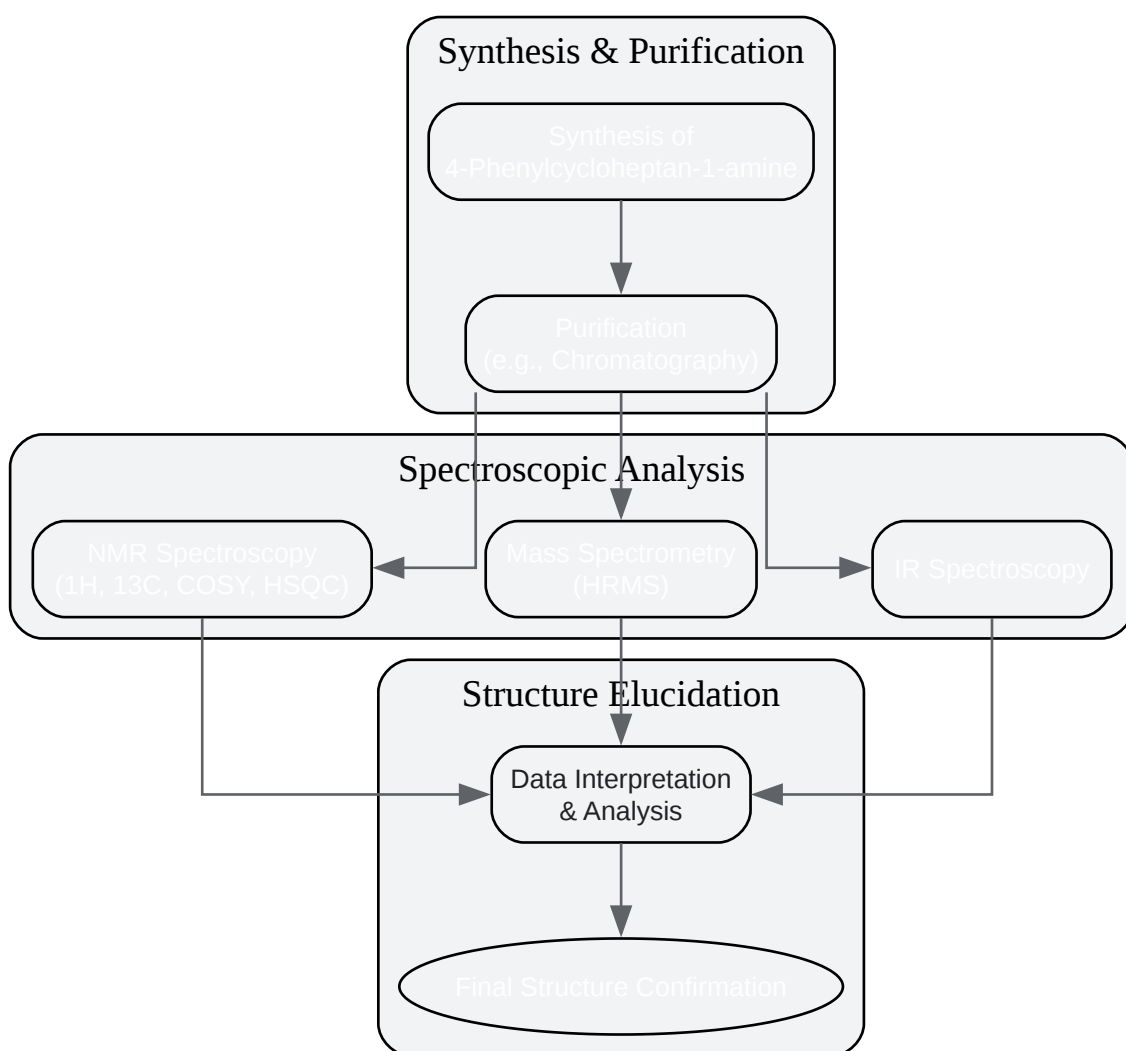 Synthesis & Purification
Synthesis of
4-Phenylcycloheptan-1-amine
Purification
(e.g., Chromatography)
Spectroscopic Analysis
NMR Spectroscopy
(1H, 13C, COSY, HSQC)
Mass Spectrometry
(HRMS)
IR Spectroscopy
Structure Elucidation
Data Interpretation
& Analysis
Final Structure Confirmation